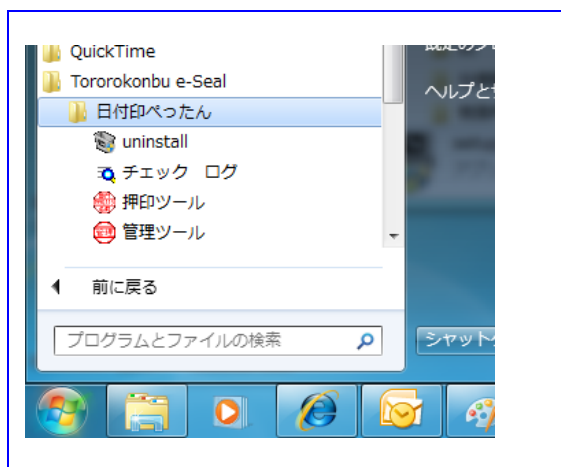 QuickTime
Tororokonbu e-Seal
日付印ぺったん
uninstall
チェック ログ
押印ツール
管理ツール
前に戻る
プログラムとファイルの検索
ヘルプと
シャット